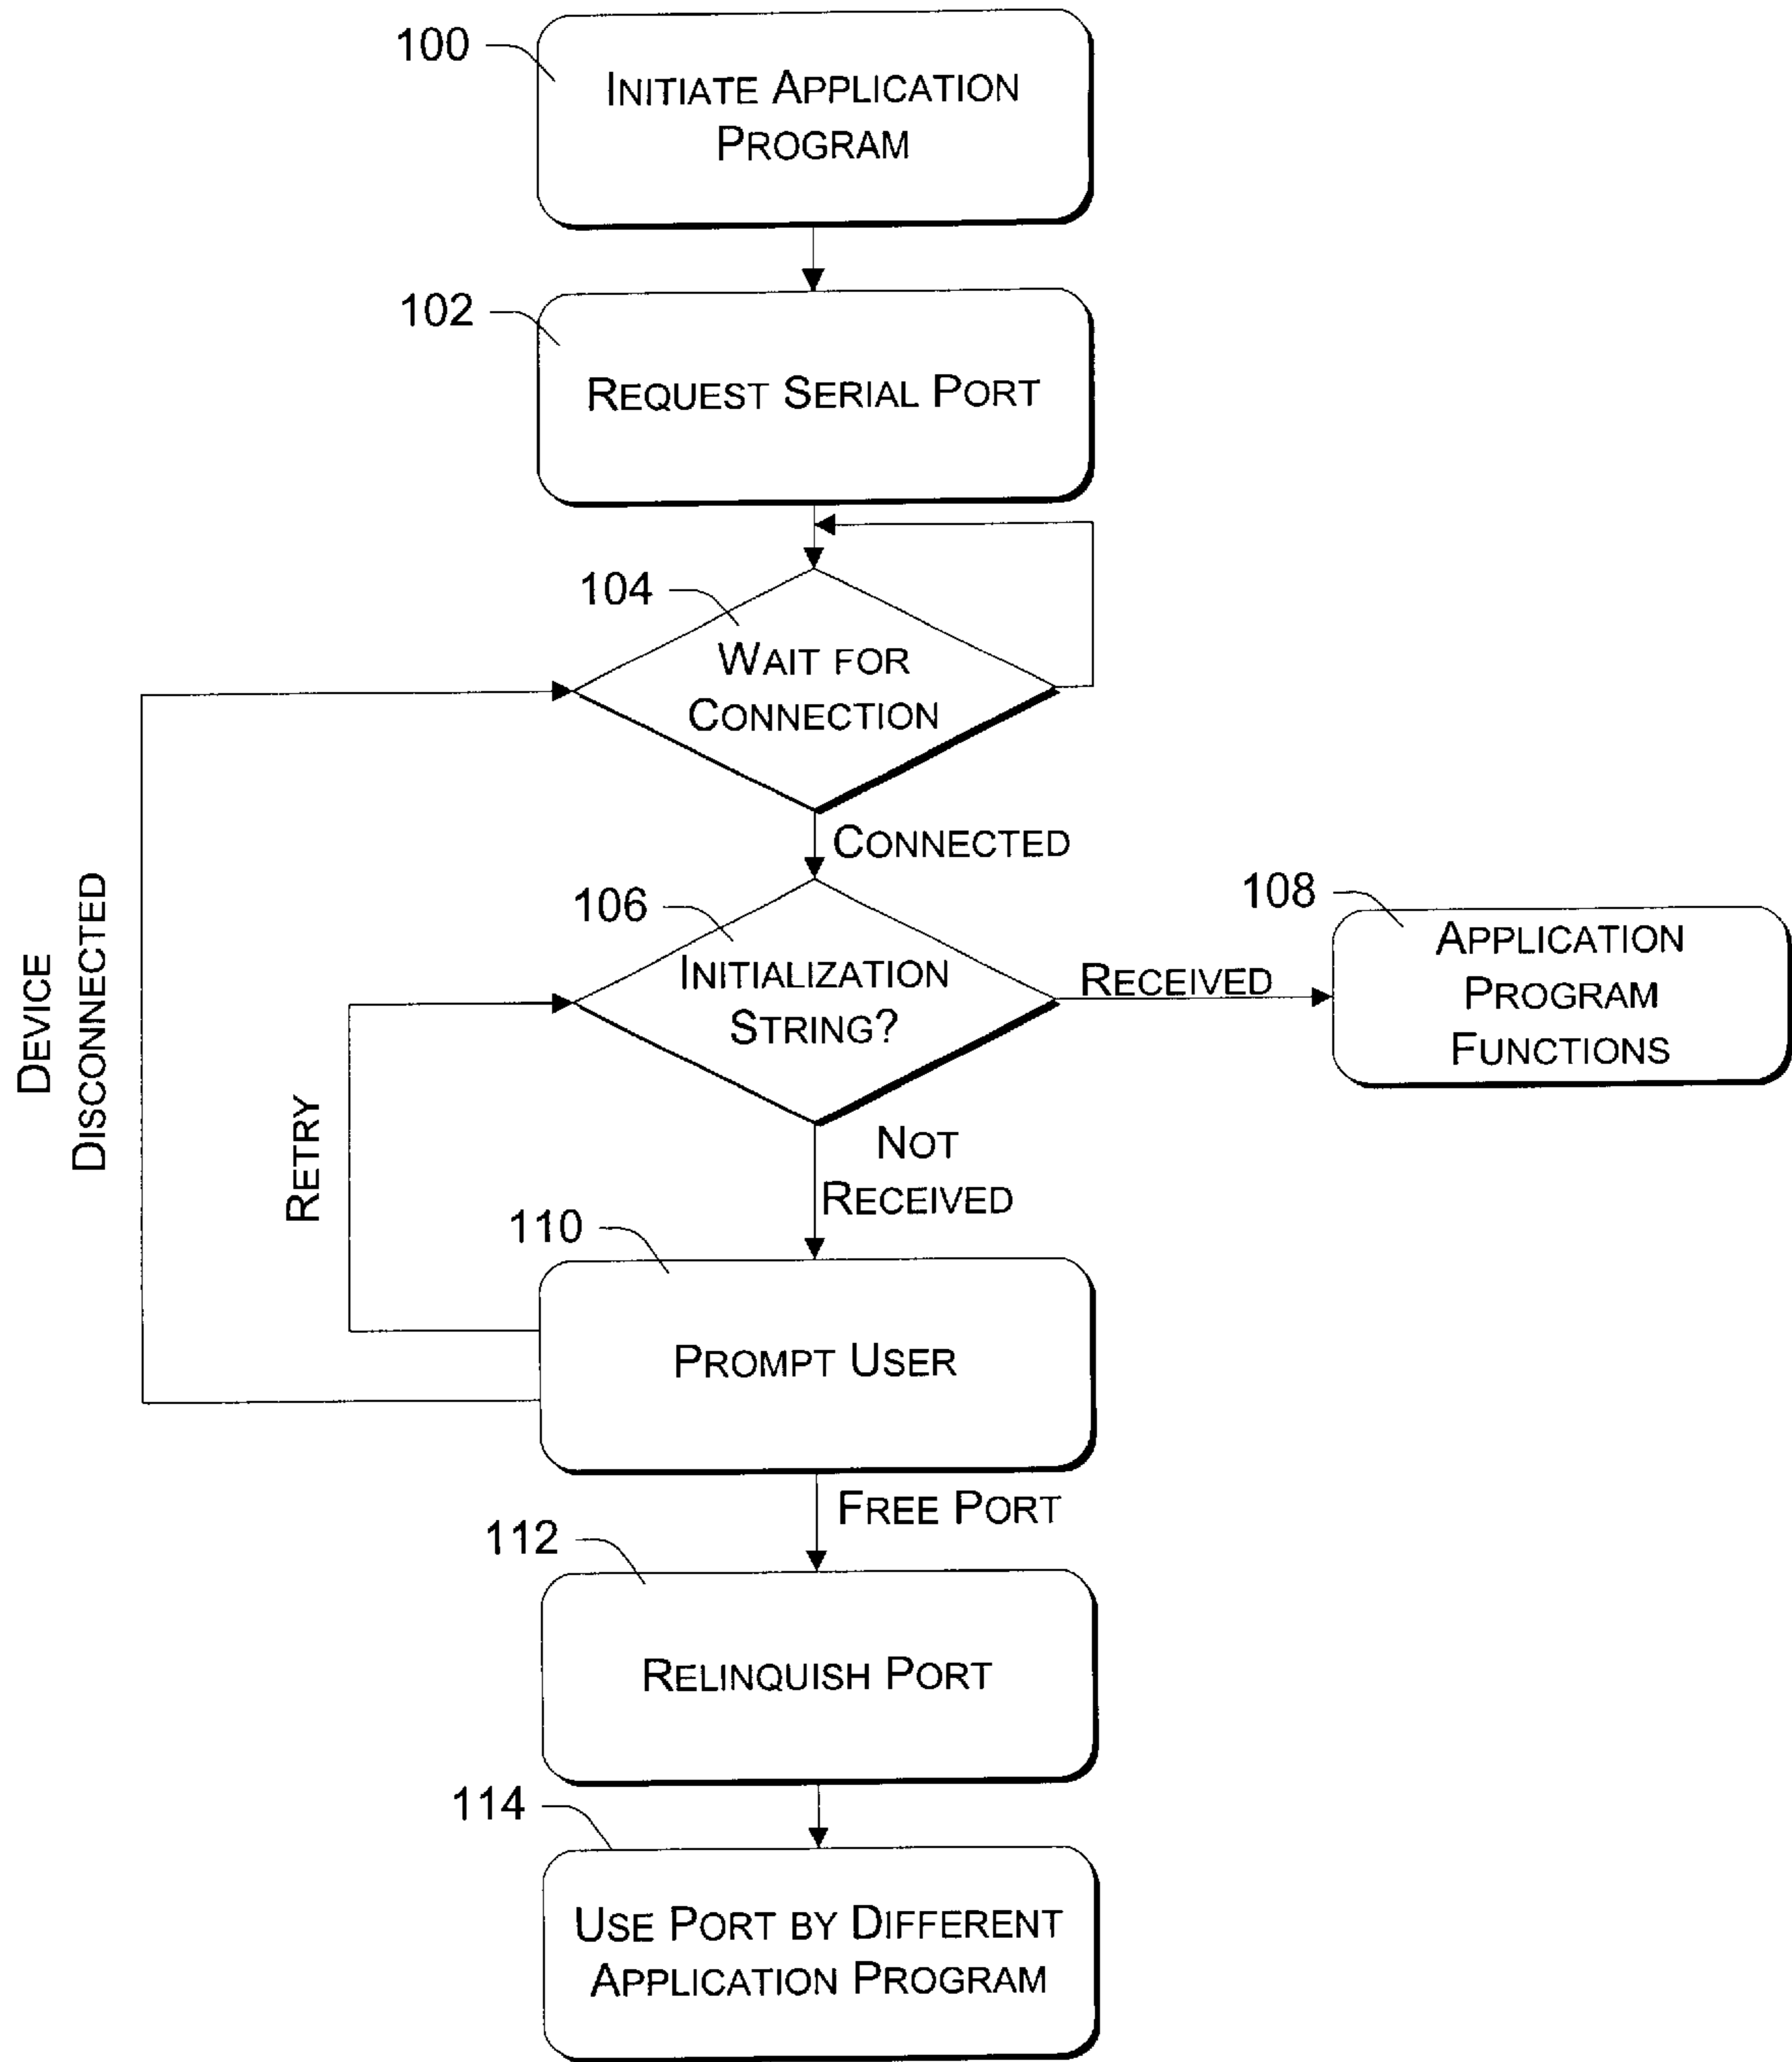 100
INITIATE APPLICATION
PROGRAM
102
REQUEST SERIAL PORT
104
WAIT FOR
CONNECTION
CONNECTED
106
INITIALIZATION
STRING?
RECEIVED
108
APPLICATION
PROGRAM
FUNCTIONS
DEVICE
DISCONNECTED
RETRY
NOT
RECEIVED
110
PROMPT USER
FREE PORT
112
RELINQUISH PORT
114
USE PORT BY DIFFERENT
APPLICATION PROGRAM